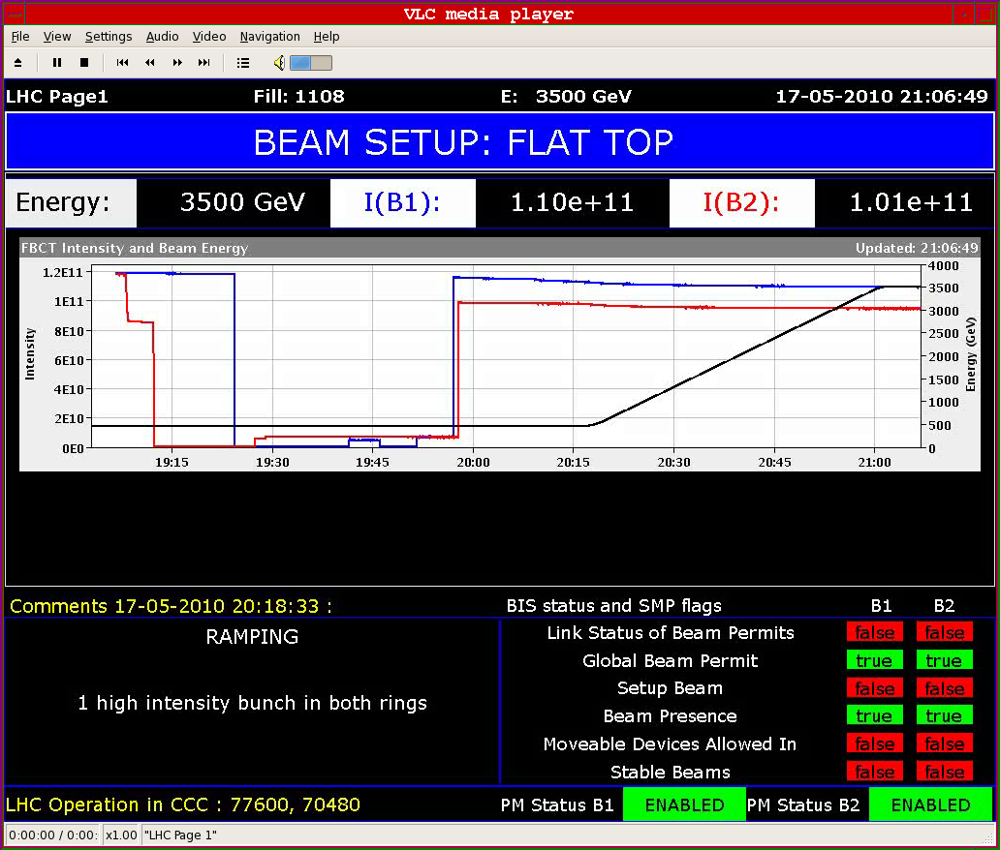 VLC media player
File View Settings Audio Video Navigation Help
LHC Page1 Fill: 1108 E: 3500 GeV 17-05-2010 21:06:49
BEAM SETUP: FLAT TOP
Energy: 3500 GeV I(B1): 1.10e+11 I(B2): 1.01e+11
FBCT Intensity and Beam Energy Updated: 21:06:49
Intensity
1.2E11
1E11
8E10
6E10
4E10
2E10
0E0
4000
3500
3000
2500
2000
1500
1000
500
0
Energy (GeV)
19:15 19:30 19:45 20:00 20:15 20:30 20:45 21:00
Comments 17-05-2010 20:18:33 :
RAMPING
1 high intensity bunch in both rings
BIS status and SMP flags B1 B2
Link Status of Beam Permits false false
Global Beam Permit true true
Setup Beam false false
Beam Presence true true
Moveable Devices Allowed In false false
Stable Beams false false
LHC Operation in CCC : 77600, 70480 PM Status B1 ENABLED PM Status B2 ENABLED
0:00:00 / 0:00: x1.00 "LHC Page 1"